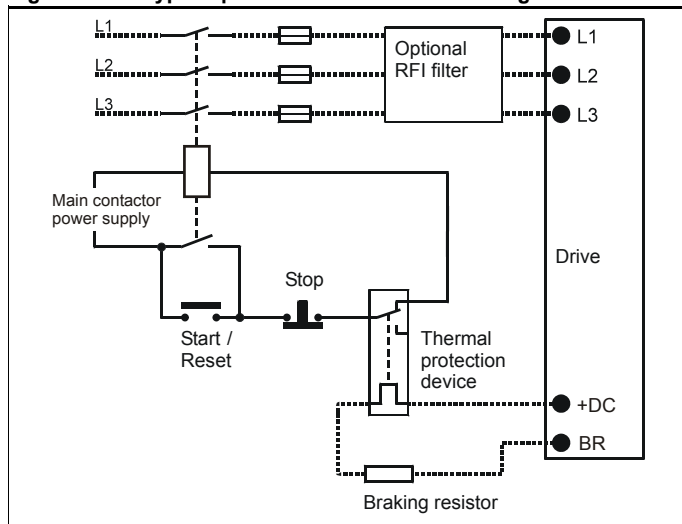 L1
Optional
RFI filter
L1
L2
L2
L3
L3
Main contactor
power supply
Drive
Stop
Start /
Reset
Thermal
protection
device
+DC
BR
Braking resistor